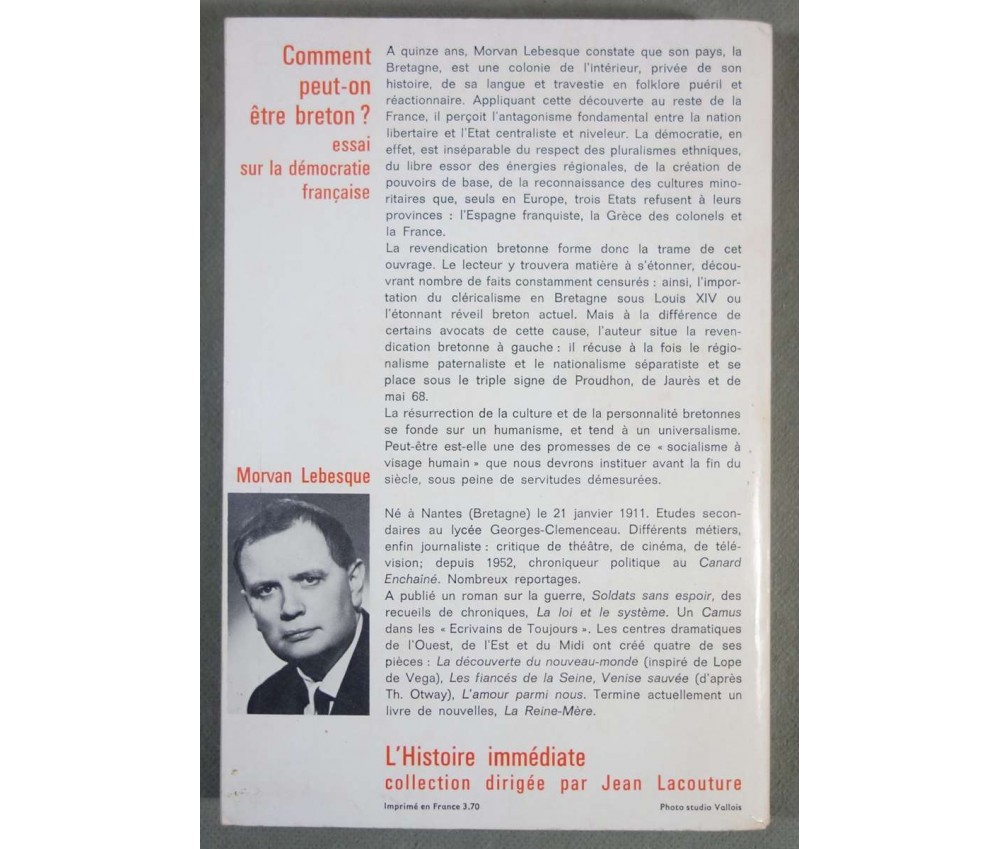 Comment
peut-on
être breton ?
essai
sur la démocratie
française
A quinze ans, Morvan Lebesque constate que son pays, la
Bretagne, est une colonie de l'intérieur, privée de son
histoire, de sa langue et travestie en folklore puéril et
réactionnaire. Appliquant cette découverte au reste de la
France, il perçoit l'antagonisme fondamental entre la nation
libertaire et l'Etat centraliste et niveleur. La démocratie, en
effet, est inséparable du respect des pluralismes ethniques,
du libre essor des énergies régionales, de la création de
pouvoirs de base, de la reconnaissance des cultures mino-
ritaires que, seuls en Europe, trois Etats refusent à leurs
provinces : l'Espagne franquiste, la Grèce des colonels et
la France.
La revendication bretonne forme donc la trame de cet
ouvrage. Le lecteur y trouvera matière à s'étonner, décou-
vrant nombre de faits constamment censurés : ainsi, l'impor-
tation du cléricalisme en Bretagne sous Louis XIV ou
l'étonnant réveil breton actuel. Mais à la différence de
certains avocats de cette cause, l'auteur situe la reven-
dication bretonne à gauche : il récuse à la fois le régio-
nalisme paternaliste et le nationalisme séparatiste et se
place sous le triple signe de Proudhon, de Jaurès et de
mai 68.
La résurrection de la culture et de la personnalité bretonnes
se fonde sur un humanisme, et tend à un universalisme.
Peut-être est-elle une des promesses de ce « socialisme à
visage humain » que nous devrons instituer avant la fin du
siècle, sous peine de servitudes démesurées.
Morvan Lebesque
Né à Nantes (Bretagne) le 21 janvier 1911. Etudes secon-
daires au lycée Georges-Clemenceau. Différents métiers,
enfin journaliste : critique de théâtre, de cinéma, de télé-
vision; depuis 1952, chroniqueur politique au Canard
Enchaîné. Nombreux reportages.
A publié un roman sur la guerre, Soldats sans espoir, des
recueils de chroniques, La loi et le système. Un Camus
dans les « Ecrivains de Toujours ». Les centres dramatiques
de l'Ouest, de l'Est et du Midi ont créé quatre de ses
pièces : La découverte du nouveau-monde (inspiré de Lope
de Vega), Les fiancés de la Seine, Venise sauvée (d'après
Th. Otway), L'amour parmi nous. Termine actuellement un
livre de nouvelles, La Reine-Mère.
L'Histoire immédiate
collection dirigée par Jean Lacouture
Imprimé en France 3.70
Photo studio Vallois